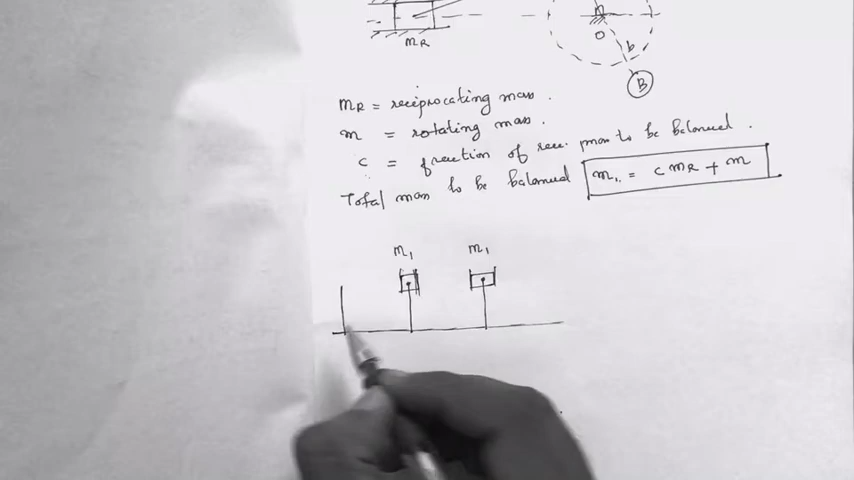 mR
n
O
b
B
mR = reciprocating mass.
m = rotating mass.
c = fraction of reci. mass to be balanced.
Total mass to be balanced m1. = c mR + m
m1 m1